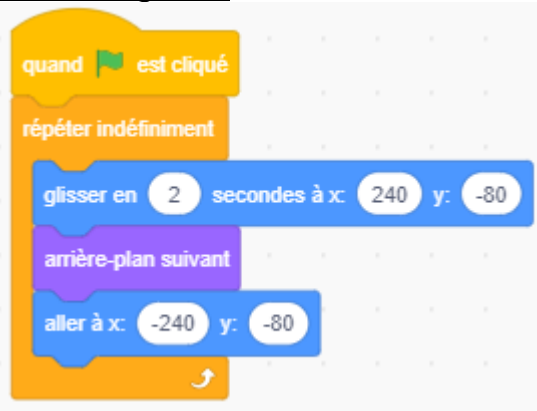 quand est cliqué
répéter indéfiniment
glisser en 2 secondes à x: 240 y: -80
arrière-plan suivant
aller à x: -240 y: -80